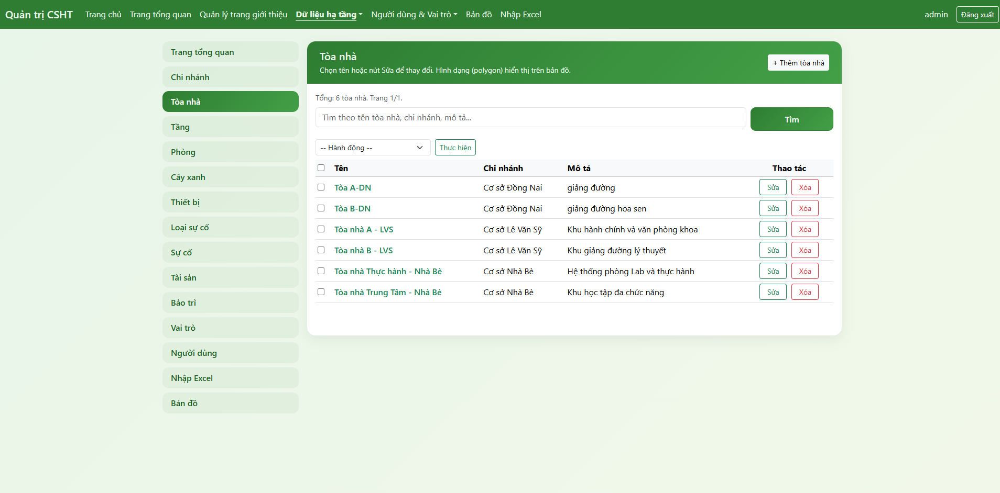 Quản trị CSHT Trang chủ Trang tổng quan Quản lý trang giới thiệu Dữ liệu hạ tầng Người dùng & Vai trò Bản đồ Nhập Excel admin Đăng xuất
Trang tổng quan
Chi nhánh
Tòa nhà
Tầng
Phòng
Cây xanh
Thiết bị
Loại sự cố
Sự cố
Tài sản
Bảo trì
Vai trò
Người dùng
Nhập Excel
Bản đồ
Tòa nhà
Chọn tên hoặc nút Sửa để thay đổi. Hình dạng (polygon) hiển thị trên bản đồ.
+ Thêm tòa nhà
Tổng: 6 tòa nhà. Trang 1/1.
Tìm theo tên tòa nhà, chi nhánh, mô tả... Tìm
-- Hành động -- Thực hiện
Tên Chi nhánh Mô tả Thao tác
Tòa A-DN Cơ sở Đồng Nai giảng đường Sửa Xóa
Tòa B-DN Cơ sở Đồng Nai giảng đường hoa sen Sửa Xóa
Tòa nhà A - LVS Cơ sở Lê Văn Sỹ Khu hành chính và văn phòng khoa Sửa Xóa
Tòa nhà B - LVS Cơ sở Lê Văn Sỹ Khu giảng đường lý thuyết Sửa Xóa
Tòa nhà Thực hành - Nhà Bè Cơ sở Nhà Bè Hệ thống phòng Lab và thực hành Sửa Xóa
Tòa nhà Trung Tâm - Nhà Bè Cơ sở Nhà Bè Khu học tập đa chức năng Sửa Xóa